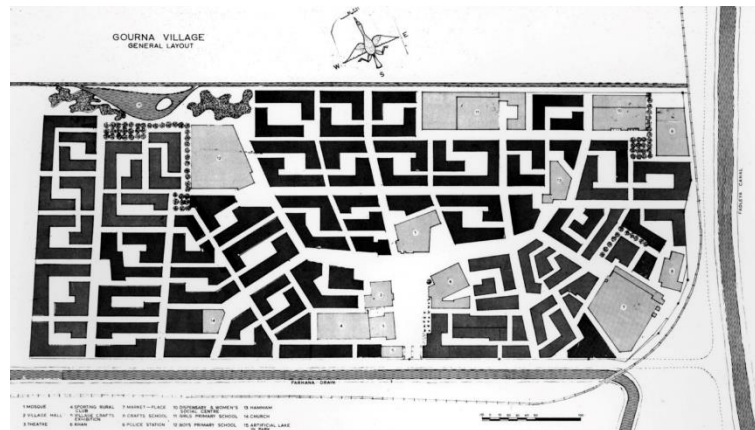 GOURNA VILLAGE
GENERAL LAYOUT
W
E
S
FADLEYA CANAL
FARHANA DRAIN
1 MOSQUE
2 VILLAGE HALL
3 THEATRE
4 SPORTING RURAL CLUB
5 VILLAGE CRAFTS EXHIBITION
6 KHAN
7 MARKET-PLACE
8 CRAFTS SCHOOL
9 POLICE STATION
10 DISPENSARY & WOMEN'S SOCIAL CENTRE
11 GIRLS PRIMARY SCHOOL
12 BOYS PRIMARY SCHOOL
13 HAMMAM
14 CHURCH
15 ARTIFICIAL LAKE